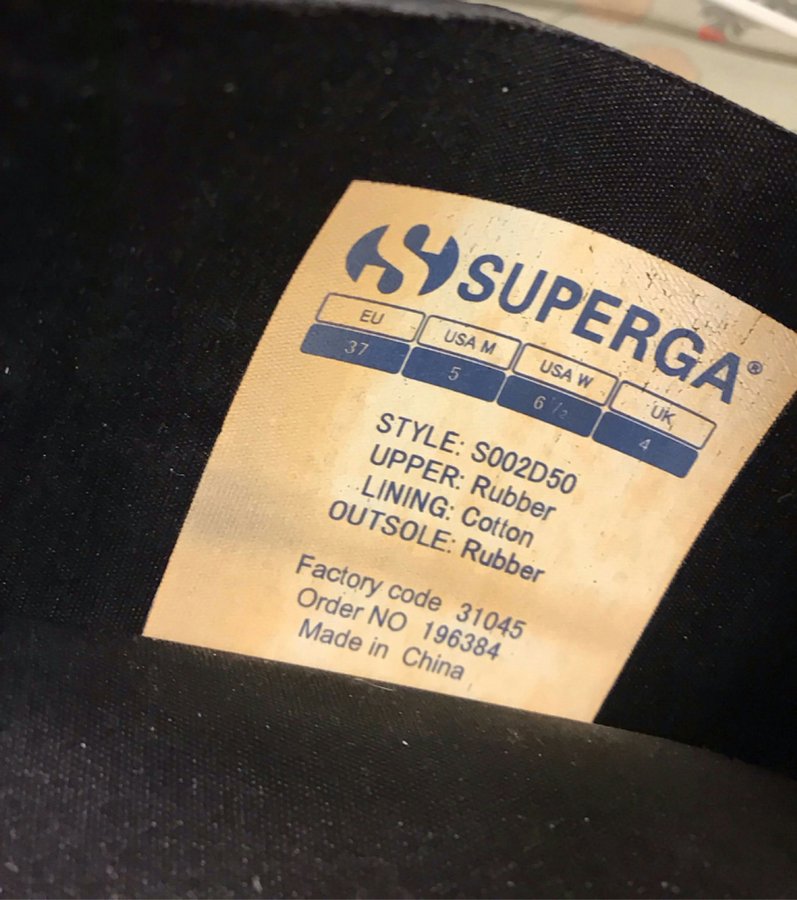 SUPERGA®
EU USA M USA W UK
37 5 6 1/2 4
STYLE: S002D50
UPPER: Rubber
LINING: Cotton
OUTSOLE: Rubber
Factory code 31045
Order NO 196384
Made in China